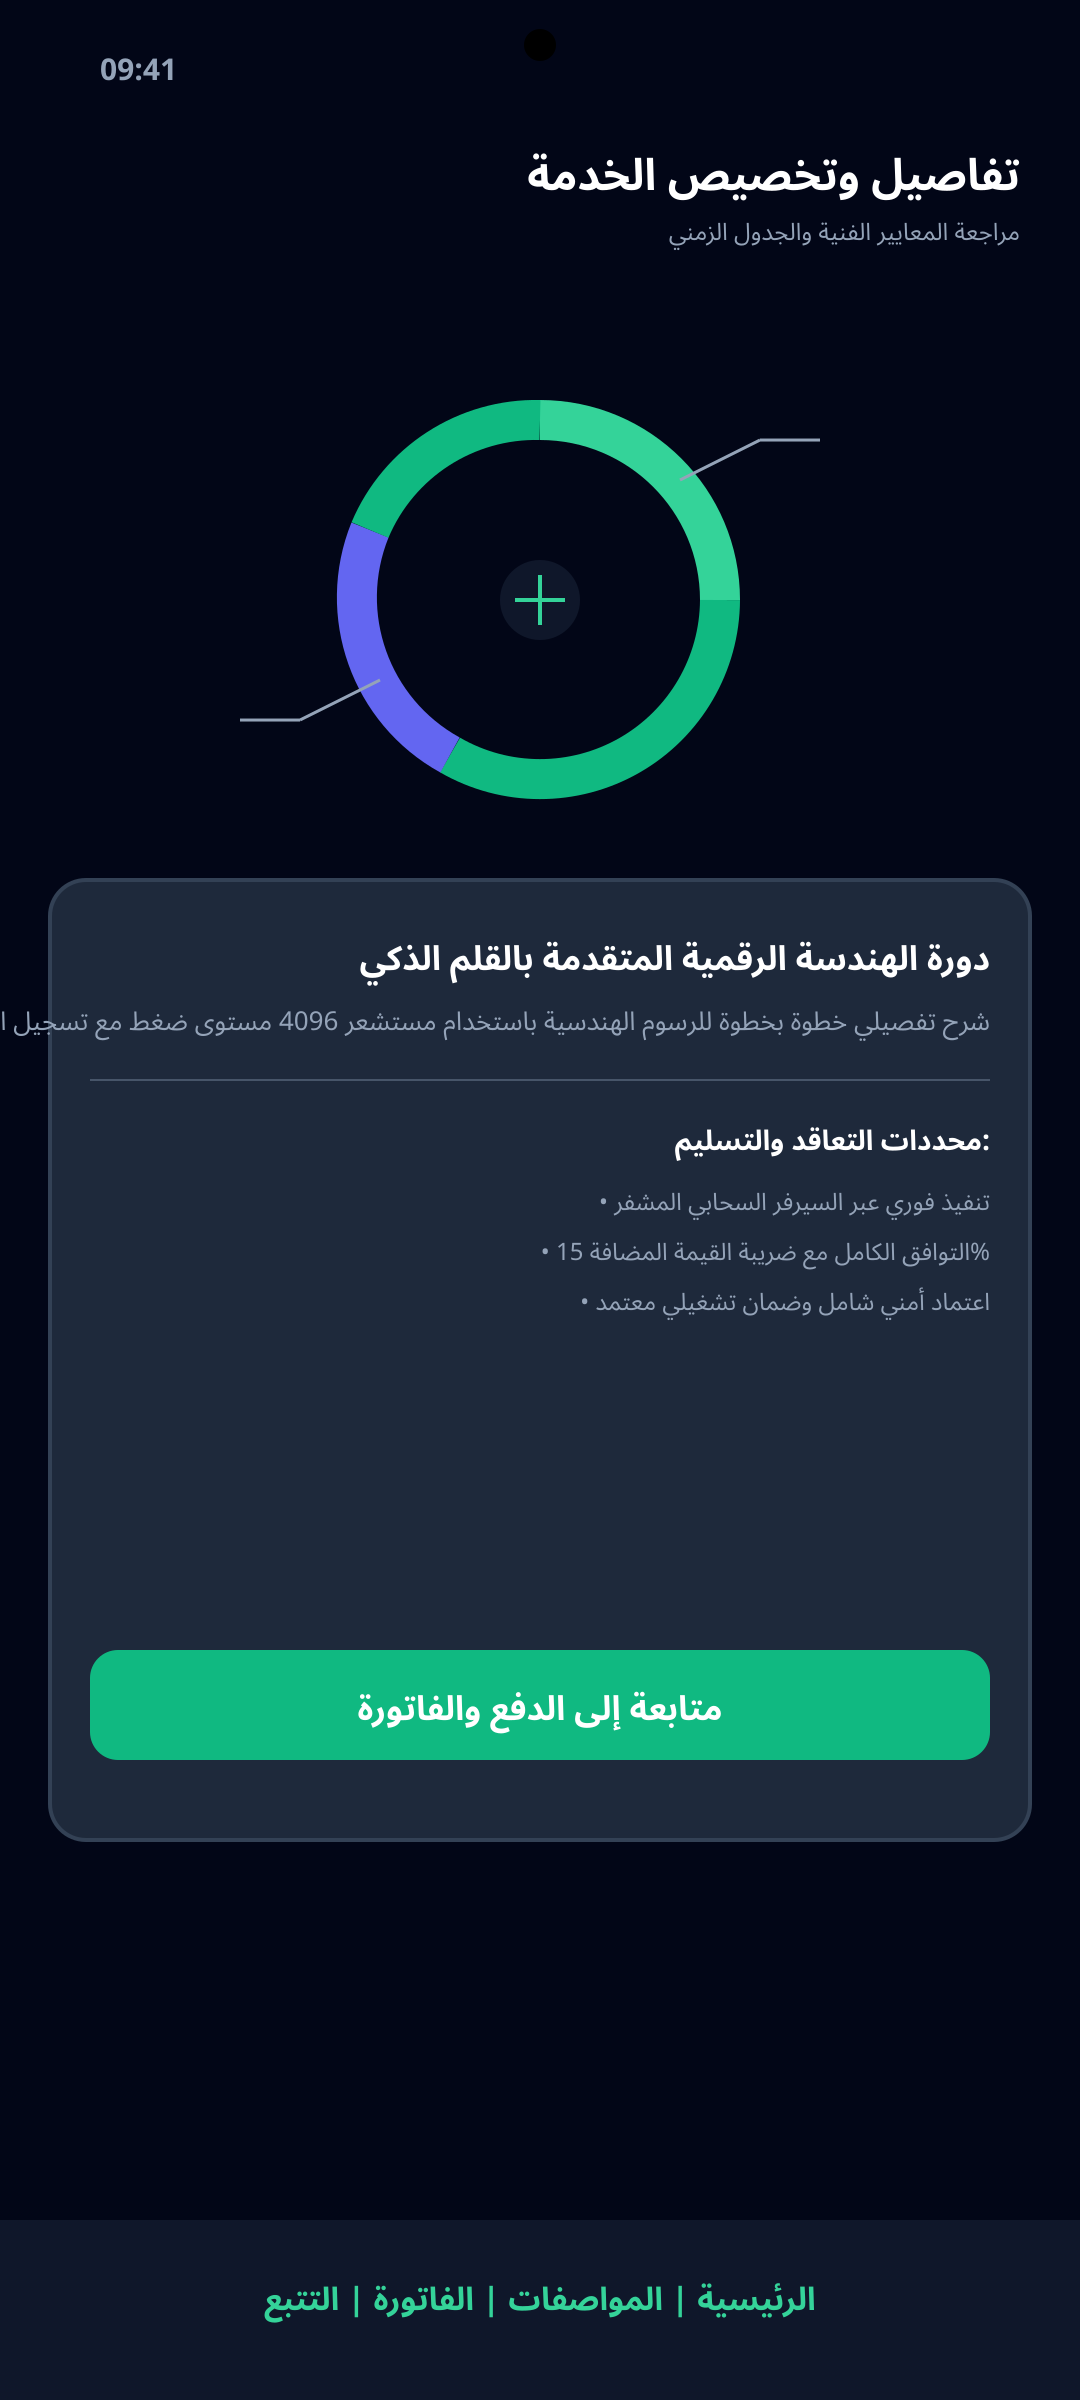 09:41
تفاصيل وتخصيص الخدمة
مراجعة المعايير الفنية والجدول الزمني
دورة الهندسة الرقمية المتقدمة بالقلم الذكي
شرح تفصيلي خطوة بخطوة للرسوم الهندسية باستخدام مستشعر 4096 مستوى ضغط مع تسجيل
محددات التعاقد والتسليم:
تنفيذ فوري عبر السيرفر السحابي المشفر •
%التوافق الكامل مع ضريبة القيمة المضافة 15 •
اعتماد أمني شامل وضمان تشغيلي معتمد •
متابعة إلى الدفع والفاتورة
الرئيسية | المواصفات | الفاتورة | التتبع